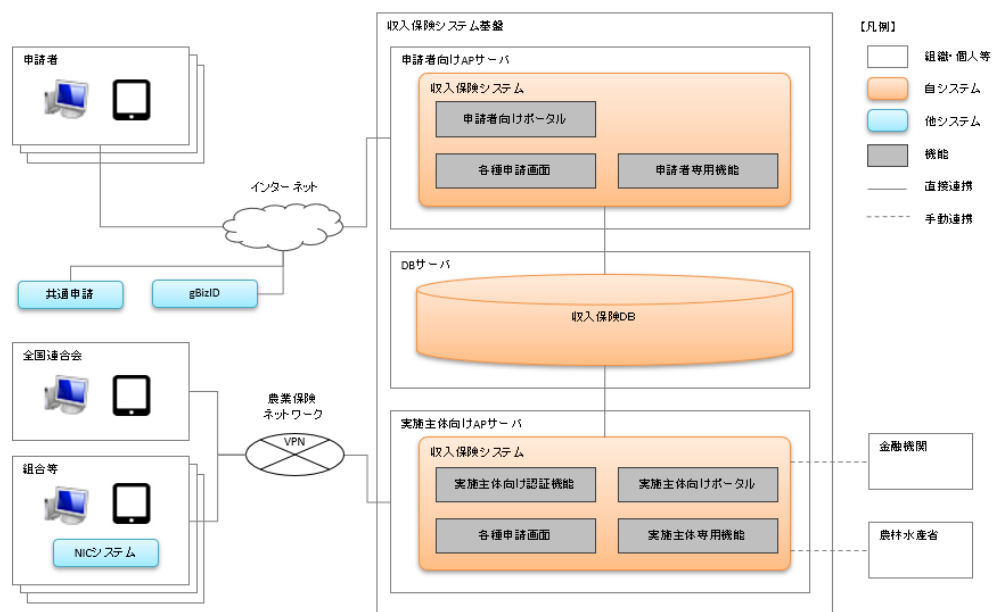 収入保険システム基盤
【凡例】
申請者
申請者向けAPサーバ
組織・個人等
収入保険システム
自システム
申請者向けポータル
他システム
各種申請画面
申請者専用機能
機能
インターネット
直接連携
手動連携
DBサーバ
共通申請
gBizID
収入保険DB
全国連合会
農業保険
ネットワーク
VPN
実施主体向けAPサーバ
収入保険システム
金融機関
組合等
実施主体向け認証機能
実施主体向けポータル
NICシステム
各種申請画面
実施主体専用機能
農林水産省